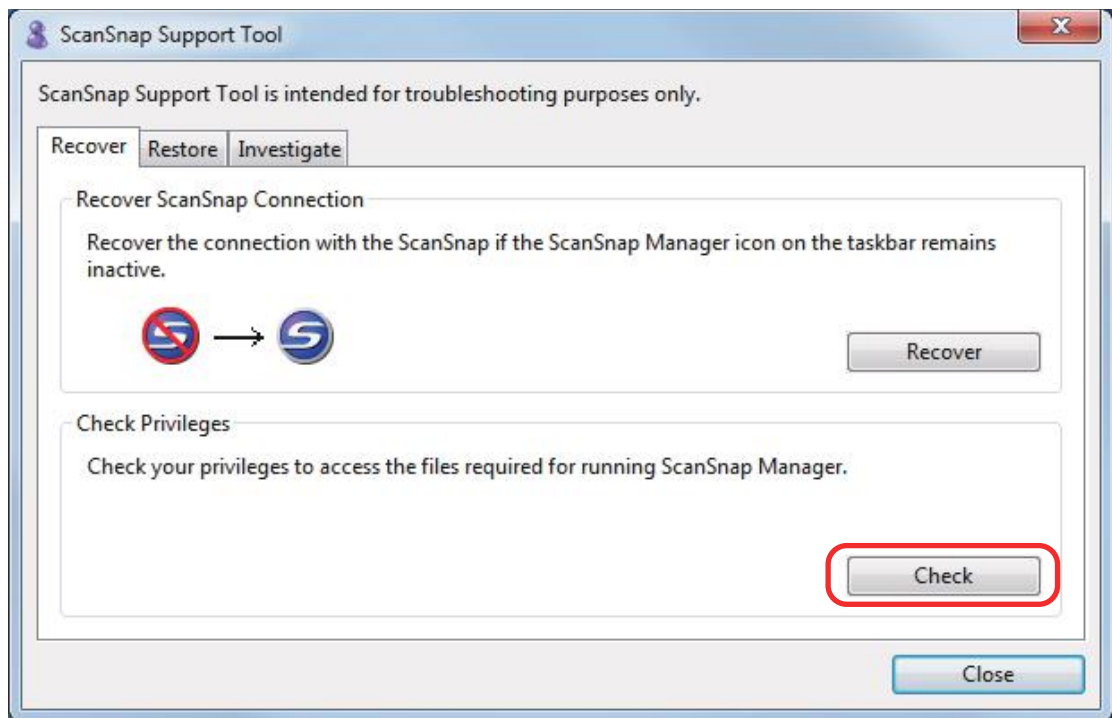 ScanSnap Support Tool
ScanSnap Support Tool is intended for troubleshooting purposes only.
Recover Restore Investigate
Recover ScanSnap Connection
Recover the connection with the ScanSnap if the ScanSnap Manager icon on the taskbar remains
inactive.
Recover
Check Privileges
Check your privileges to access the files required for running ScanSnap Manager.
Check
Close